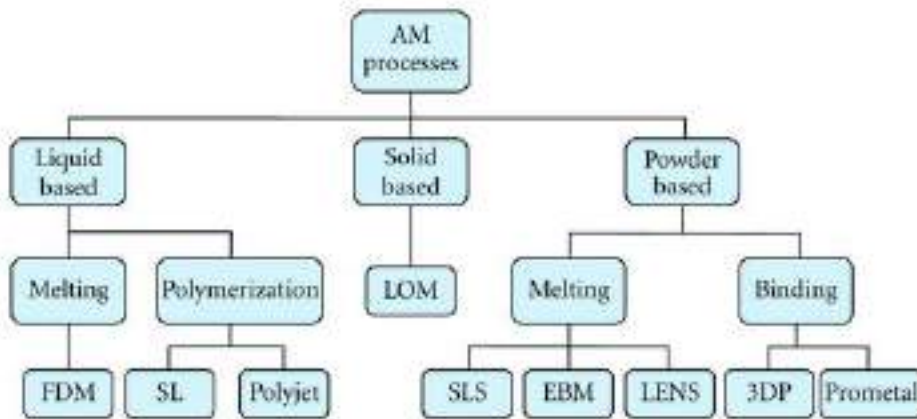 AM
processes
Liquid
based
Solid
based
Powder
based
Melting
Polymerization
LOM
Melting
Binding
FDM
SL
Polyjet
SLS
EBM
LENS
3DP
Prometal